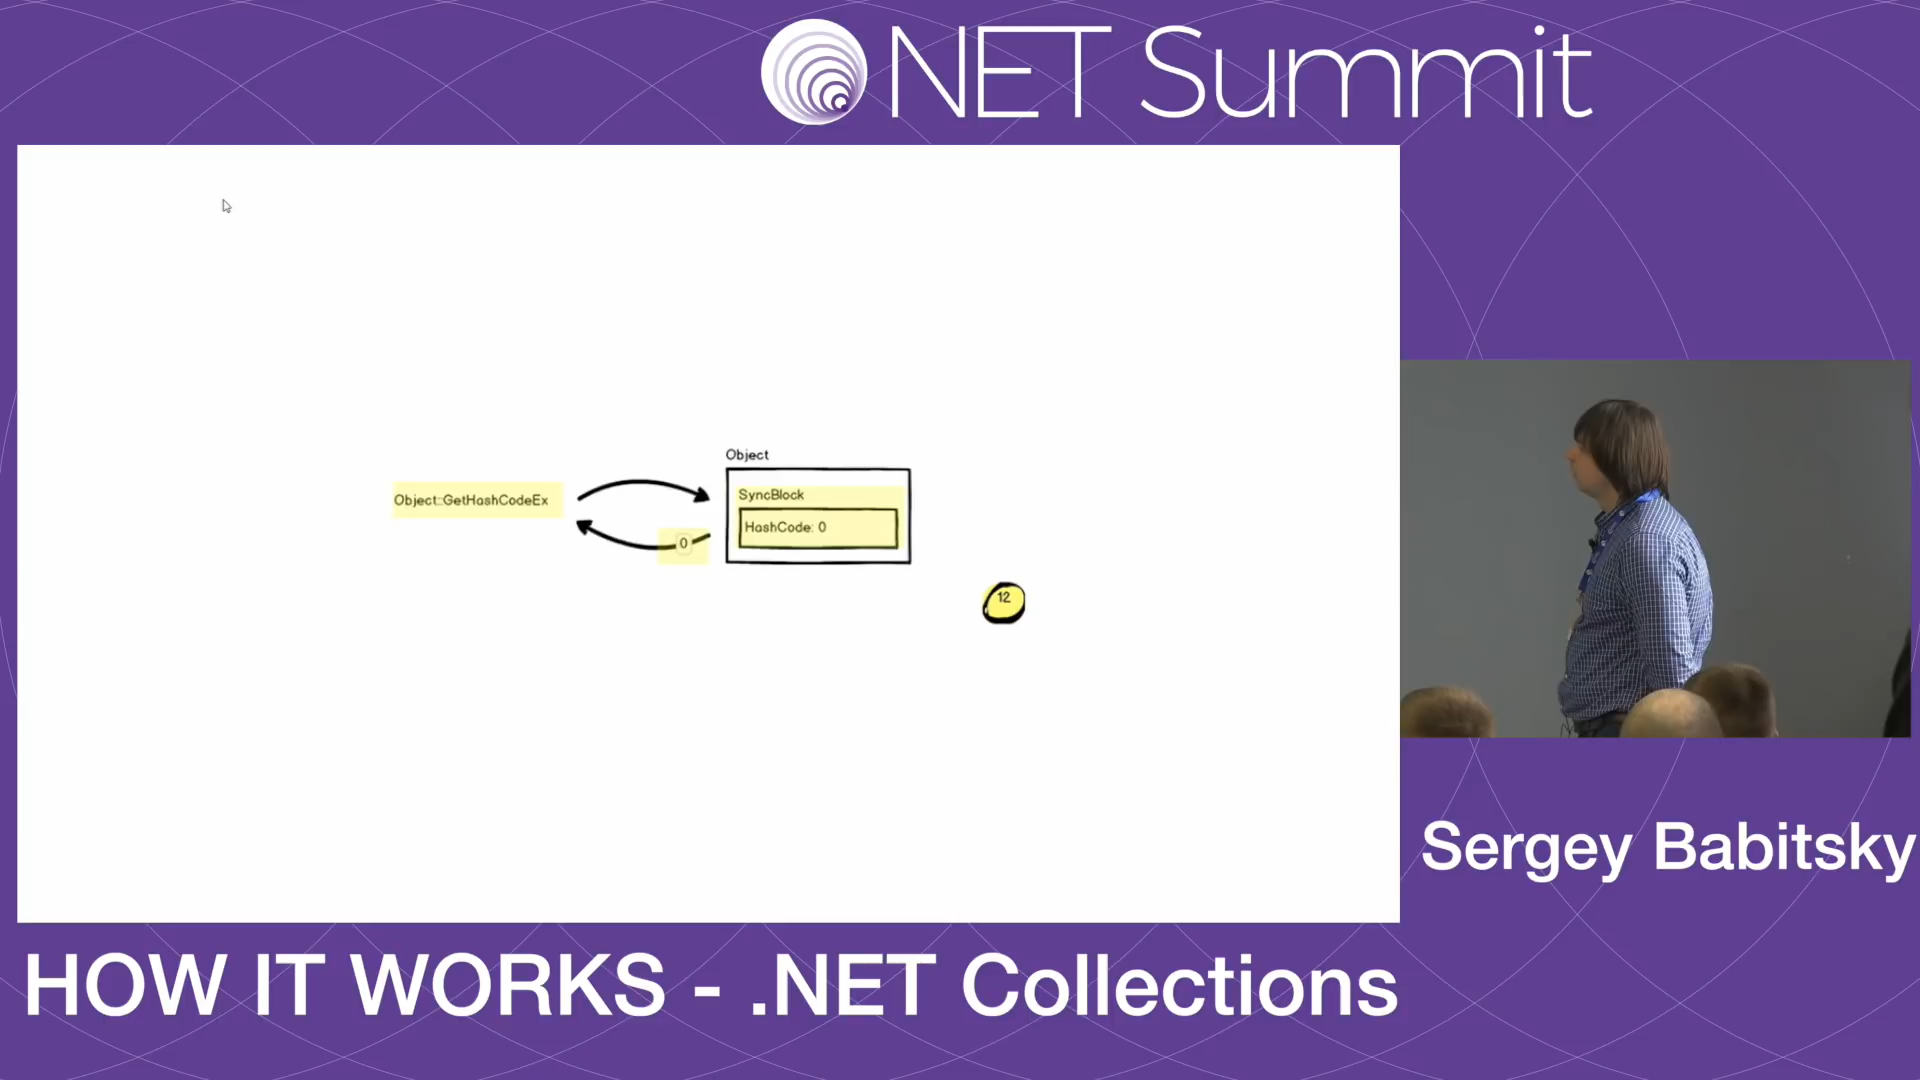 NET Summit
Object
Object::GetHashCodeEx
SyncBlock
HashCode: 0
0
12
Sergey Babitsky
HOW IT WORKS - .NET Collections